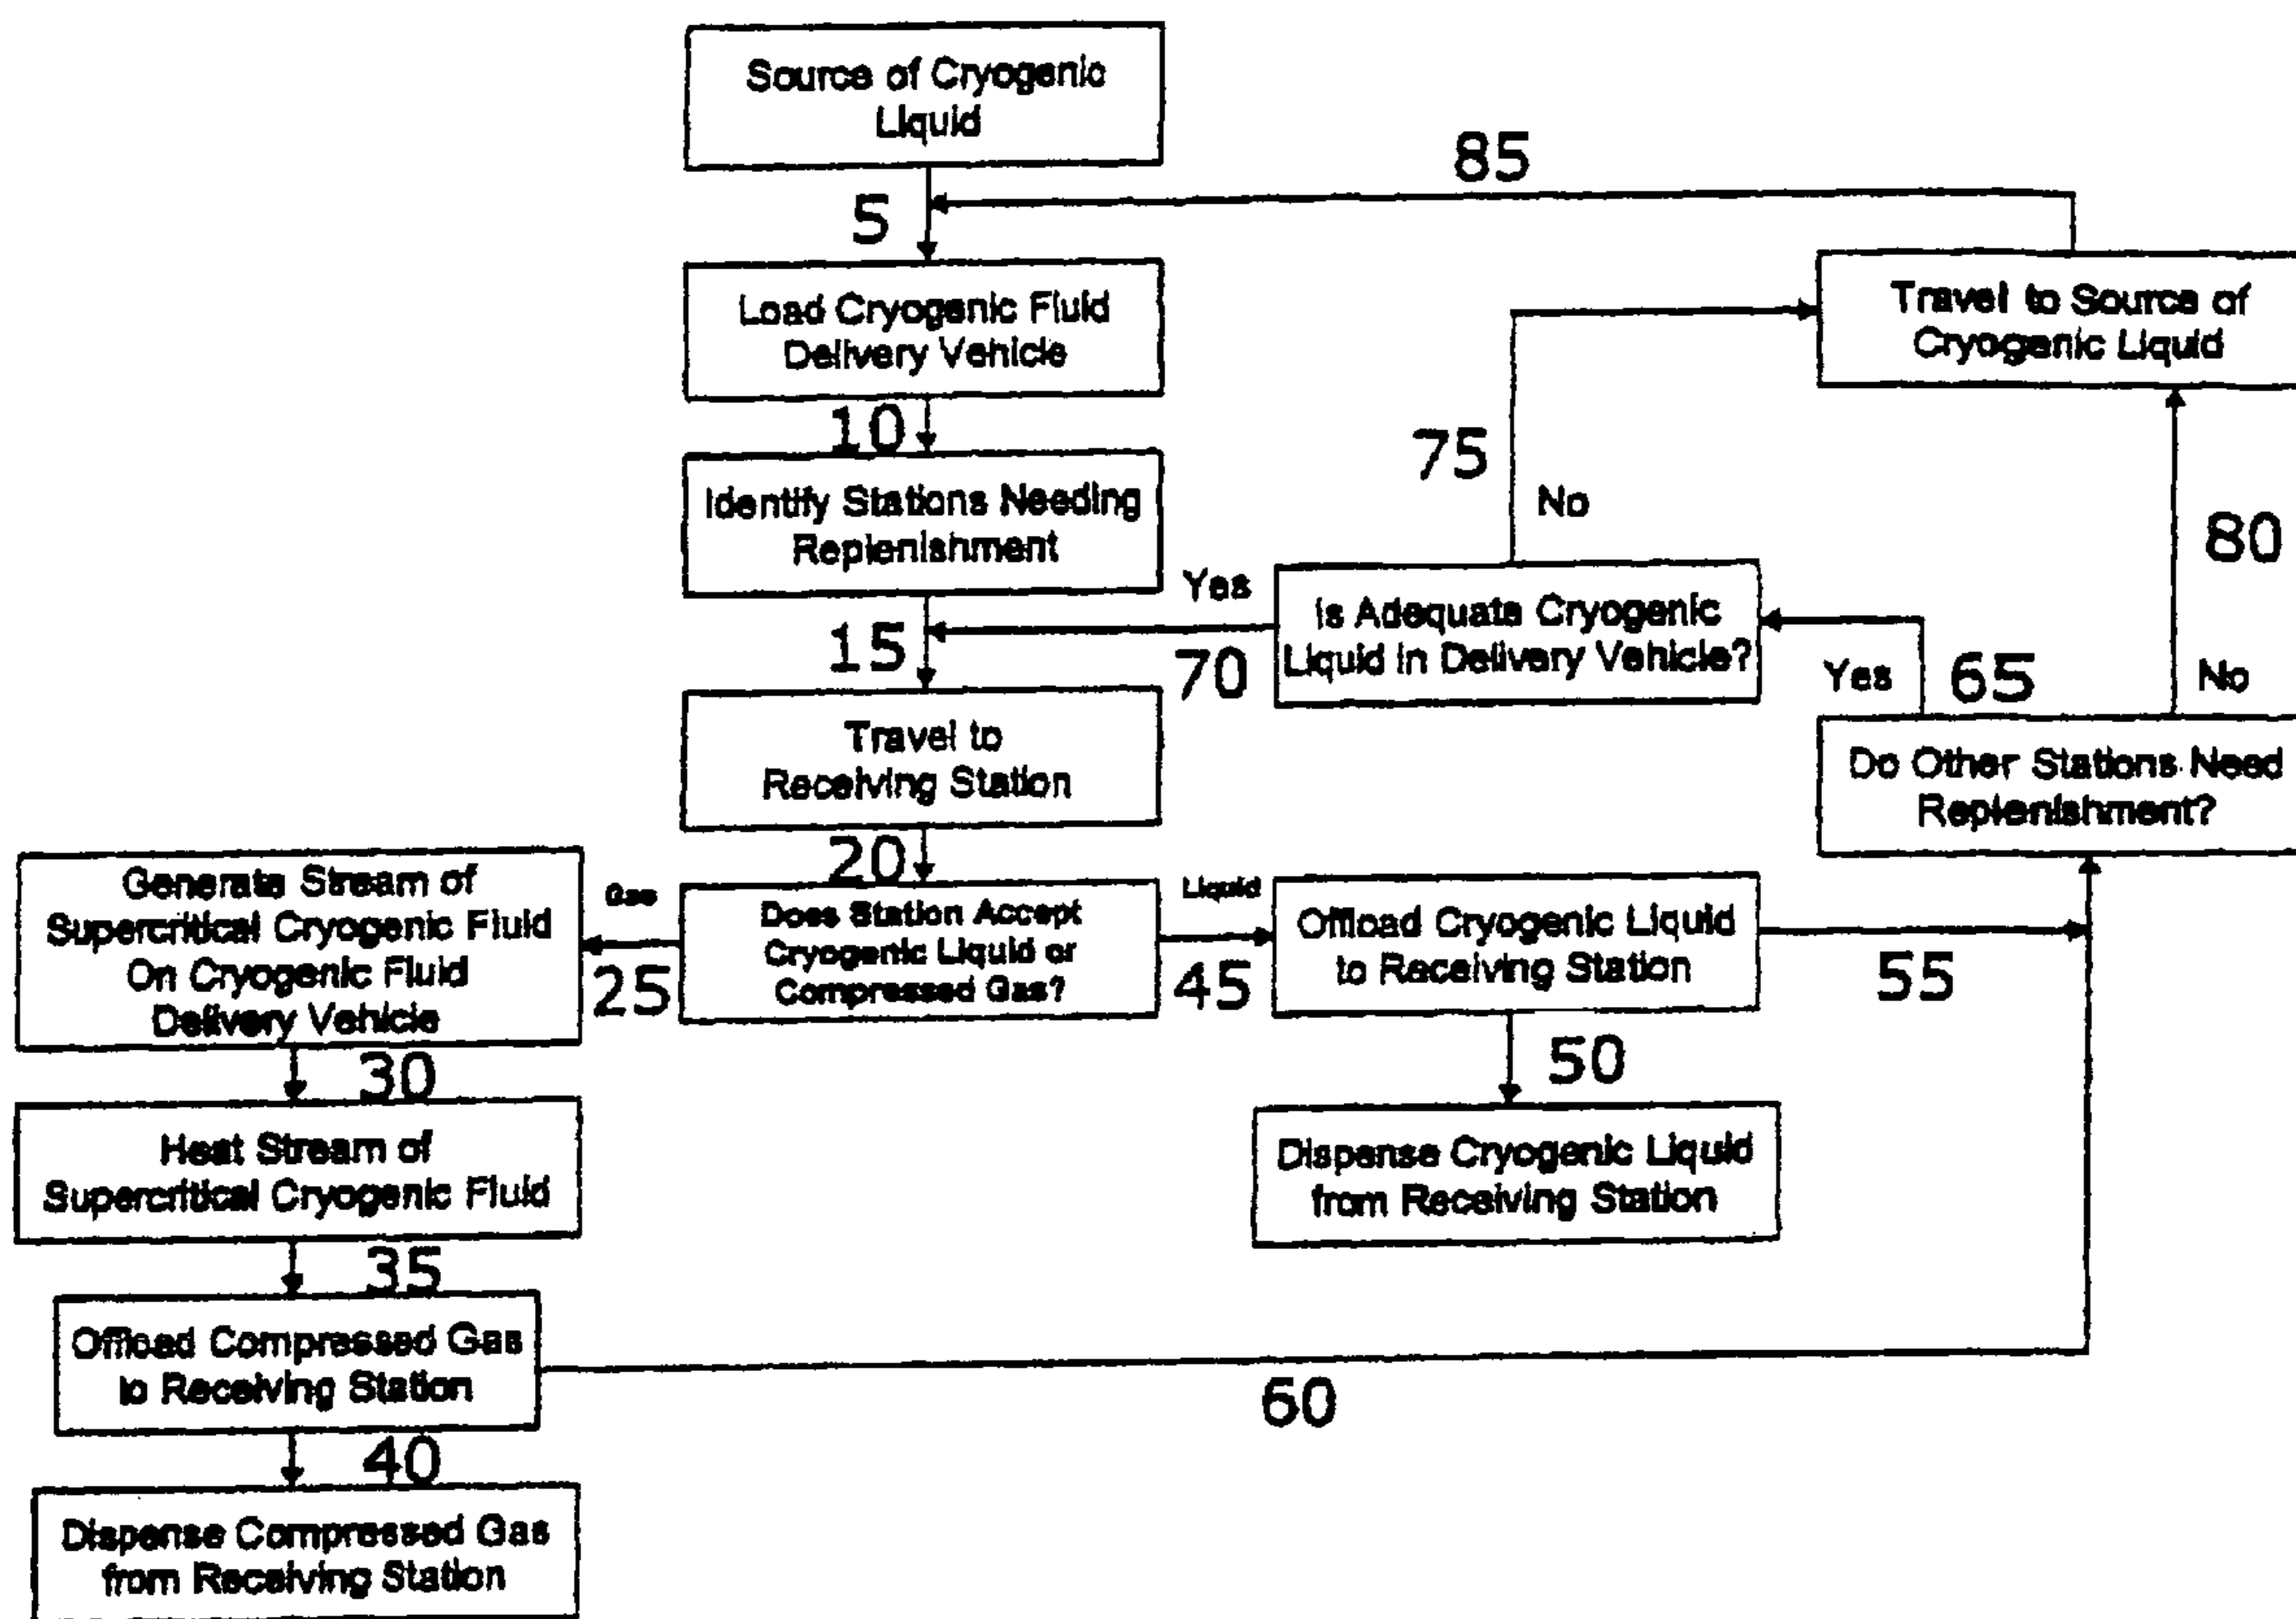 Source of Cryogenic
Liquid
85
5
Load Cryogenic Fluid
Delivery Vehicle
Travel to Source of
Cryogenic Liquid
10
75
No
80
Identify Stations Needing
Replenishment
Yes
Is Adequate Cryogenic
Liquid in Delivery Vehicle?
15
70
Yes
65
No
Travel to
Receiving Station
Do Other Stations Need
Replenishment?
20
Generate Stream of
Supercritical Cryogenic Fluid
On Cryogenic Fluid
Delivery Vehicle
Gas
25
Does Station Accept
Cryogenic Liquid or
Compressed Gas?
Liquid
45
Offload Cryogenic Liquid
to Receiving Station
55
30
50
Heat Stream of
Supercritical Cryogenic Fluid
Dispense Cryogenic Liquid
from Receiving Station
35
Offload Compressed Gas
to Receiving Station
60
40
Dispense Compressed Gas
from Receiving Station